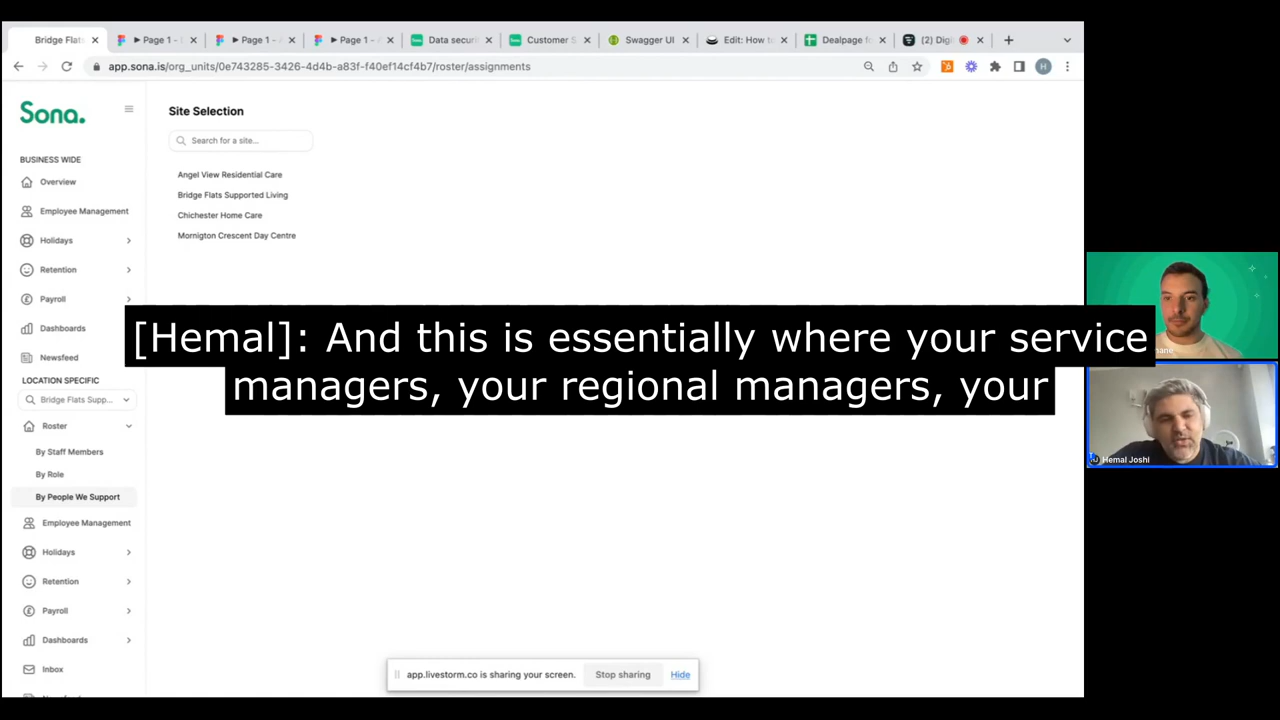 Bridge Flats
Page 1 -
Page 1 -
Page 1 -
Data securi
Customer S
Swagger UI
Edit: How to
Dealpage fo
(2) Digi
app.sona.is/org_units/0e743285-3426-4d4b-a83f-f40ef14cf4b7/roster/assignments
H
Sona.
BUSINESS WIDE
Overview
Employee Management
Holidays
Retention
Payroll
Dashboards
Newsfeed
LOCATION SPECIFIC
Bridge Flats Supp...
Roster
By Staff Members
By Role
By People We Support
Employee Management
Holidays
Retention
Payroll
Dashboards
Inbox
Site Selection
Search for a site...
Angel View Residential Care
Bridge Flats Supported Living
Chichester Home Care
Mornigton Crescent Day Centre
[Hemal]: And this is essentially where your service
managers, your regional managers, your
Hemal Joshi
app.livestorm.co is sharing your screen.
Stop sharing
Hide